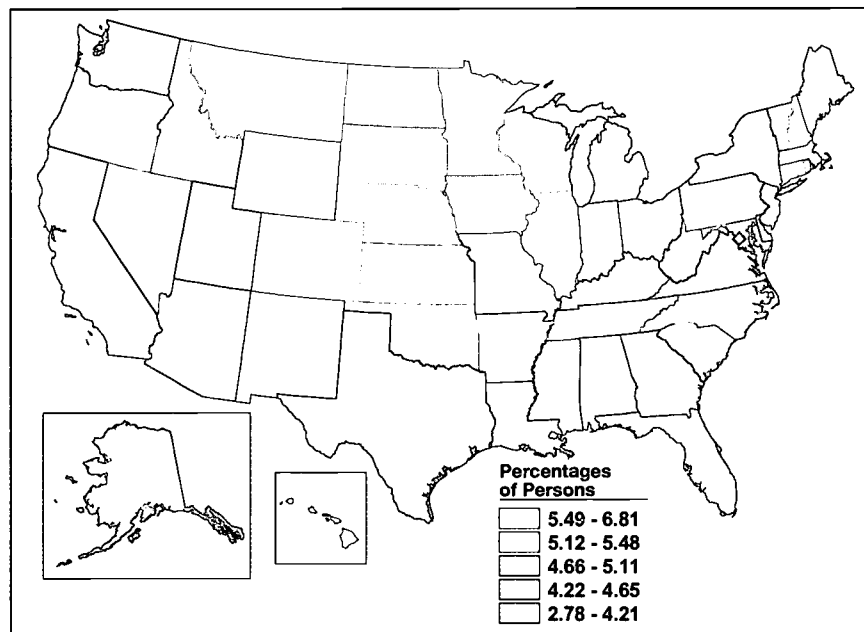 Percentages
of Persons
5.49 - 6.81
5.12 - 5.48
4.66 - 5.11
4.22 - 4.65
2.78 - 4.21